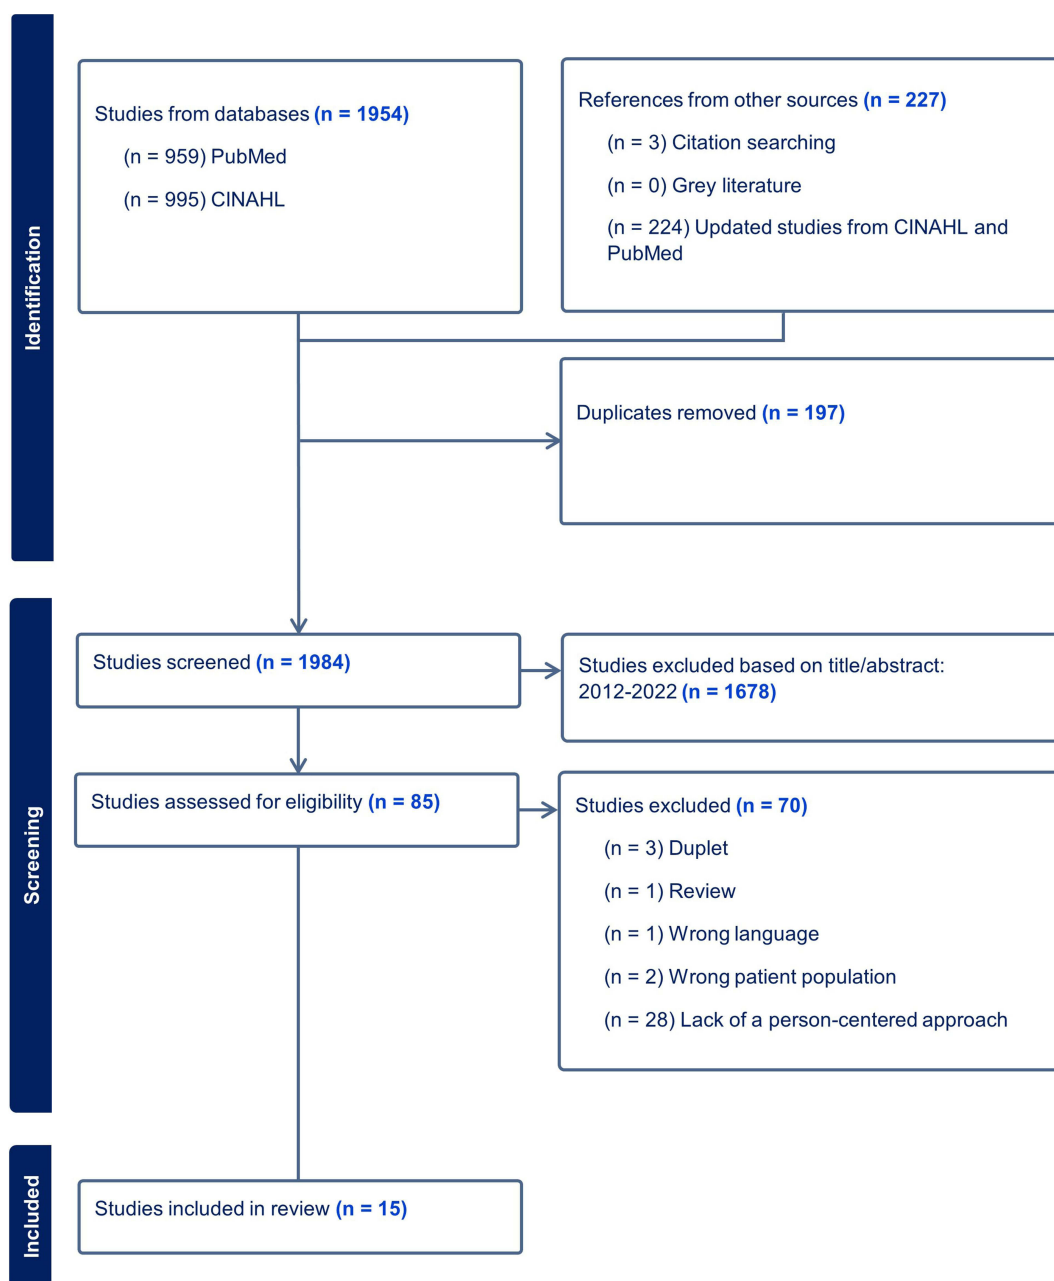 Identification
Studies from databases (n = 1954)
(n = 959) PubMed
(n = 995) CINAHL
References from other sources (n = 227)
(n = 3) Citation searching
(n = 0) Grey literature
(n = 224) Updated studies from CINAHL and
PubMed
Duplicates removed (n = 197)
Screening
Studies screened (n = 1984)
Studies excluded based on title/abstract:
2012-2022 (n = 1678)
Studies assessed for eligibility (n = 85)
Studies excluded (n = 70)
(n = 3) Duplet
(n = 1) Review
(n = 1) Wrong language
(n = 2) Wrong patient population
(n = 28) Lack of a person-centered approach
Included
Studies included in review (n = 15)